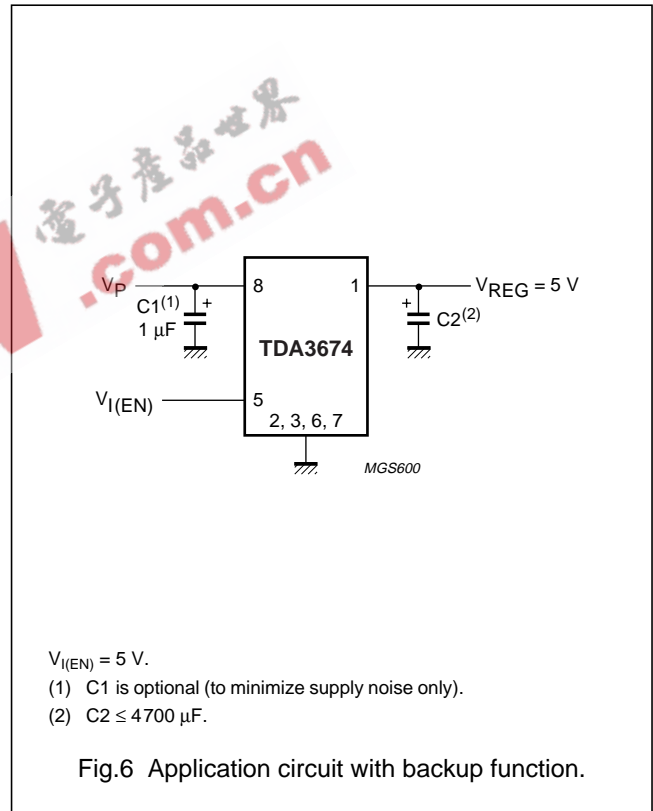 電子產品世界
.com.cn
V_P
C1(1)
+
1 μF
8
1
V_REG = 5 V
+
C2(2)
TDA3674
V_I(EN)
5
2, 3, 6, 7
MGS600
V_I(EN) = 5 V.
(1) C1 is optional (to minimize supply noise only).
(2) C2 ≤ 4700 μF.
Fig.6 Application circuit with backup function.